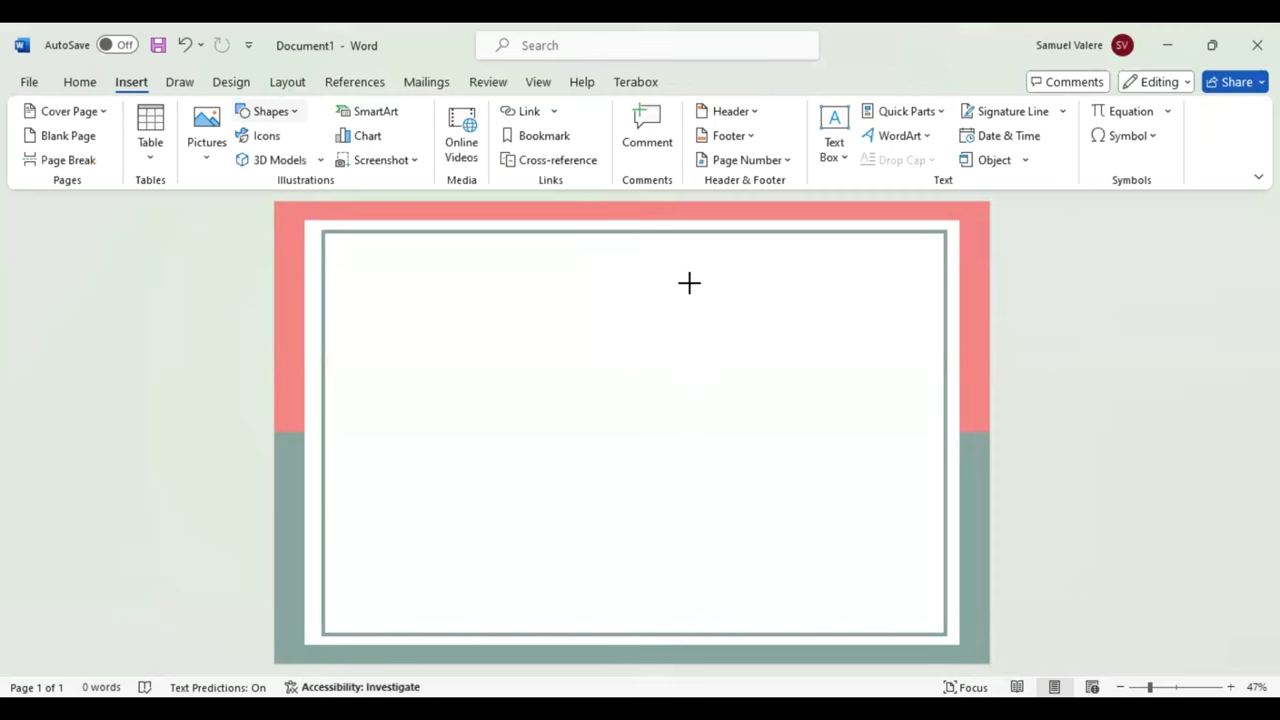 AutoSave Off Document1 - Word Search Samuel Valere SV
File Home Insert Draw Design Layout References Mailings Review View Help Terabox Comments Editing Share
Cover Page Shapes SmartArt Link Header Quick Parts Signature Line Equation
Blank Page Icons Chart Bookmark Footer WordArt Date & Time Symbol
Page Break 3D Models Screenshot Cross-reference Page Number Drop Cap Object
Table Pictures Online Videos Comment Text Box
Pages Tables Illustrations Media Links Comments Header & Footer Text Symbols
Page 1 of 1 0 words Text Predictions: On Accessibility: Investigate Focus 47%